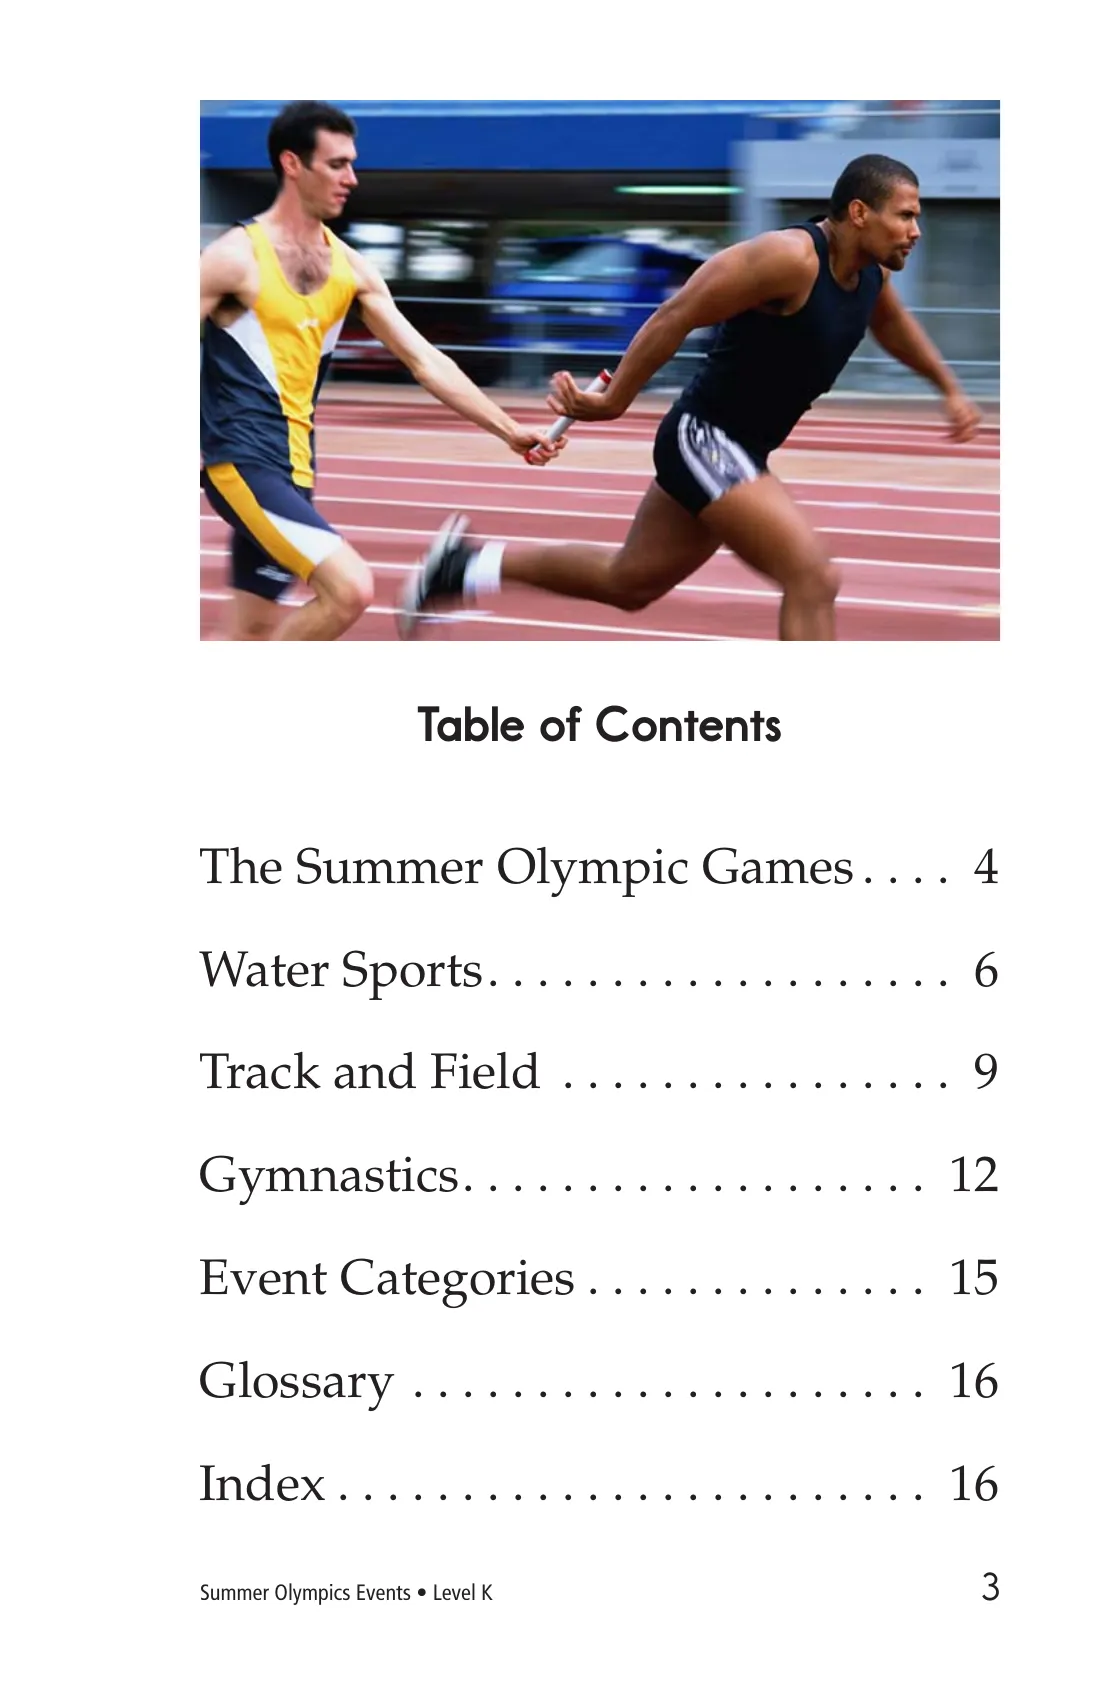 Table of Contents
The Summer Olympic Games . . . . 4
Water Sports. . . . . . . . . . . . . . . . . . . 6
Track and Field . . . . . . . . . . . . . . . . 9
Gymnastics. . . . . . . . . . . . . . . . . . . 12
Event Categories . . . . . . . . . . . . . . 15
Glossary . . . . . . . . . . . . . . . . . . . . . 16
Index . . . . . . . . . . . . . . . . . . . . . . . . 16
Summer Olympics Events • Level K 3